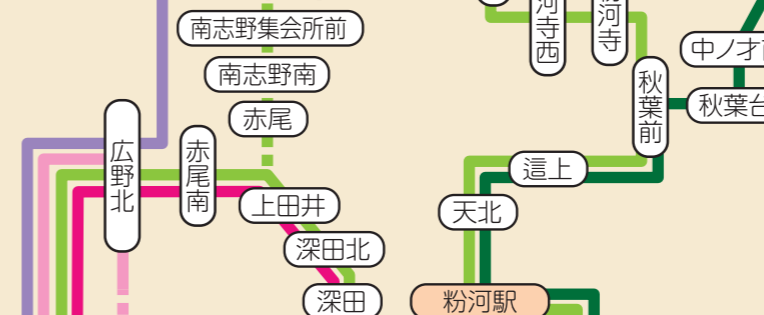 南志野集会所前
南志野南
赤尾
広野北
赤尾南
上田井
深田北
深田
河寺西
河寺
中ノ才
秋葉前
秋葉台
這上
天北
粉河駅